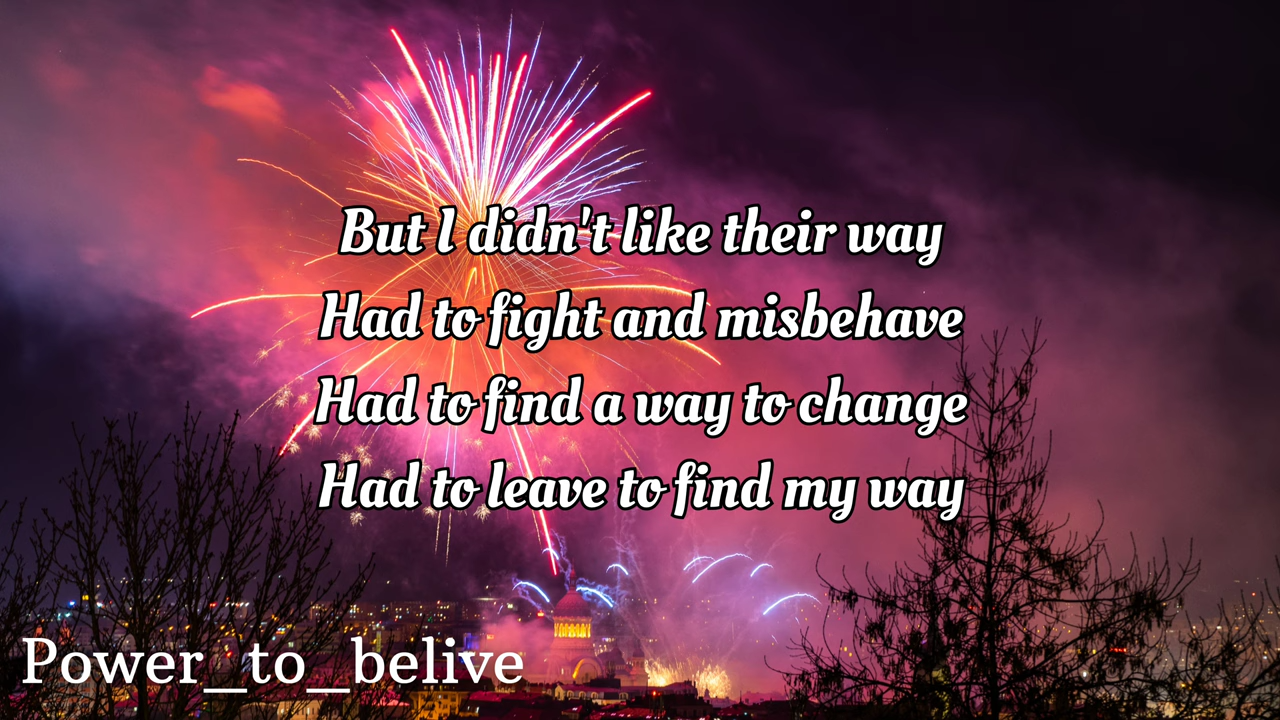 But I didn't like their way
Had to fight and misbehave
Had to find a way to change
Had to leave to find my way
Power_to_belive